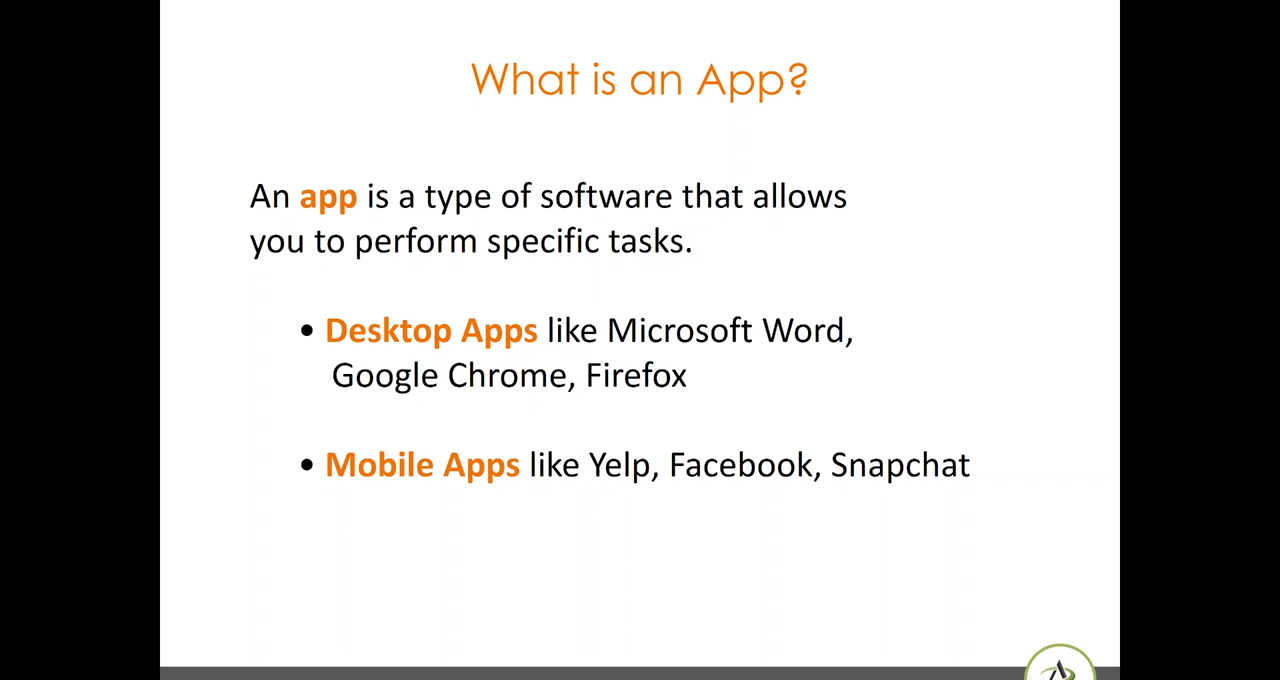 What is an App?
An app is a type of software that allows
you to perform specific tasks.
• Desktop Apps like Microsoft Word,
Google Chrome, Firefox
• Mobile Apps like Yelp, Facebook, Snapchat